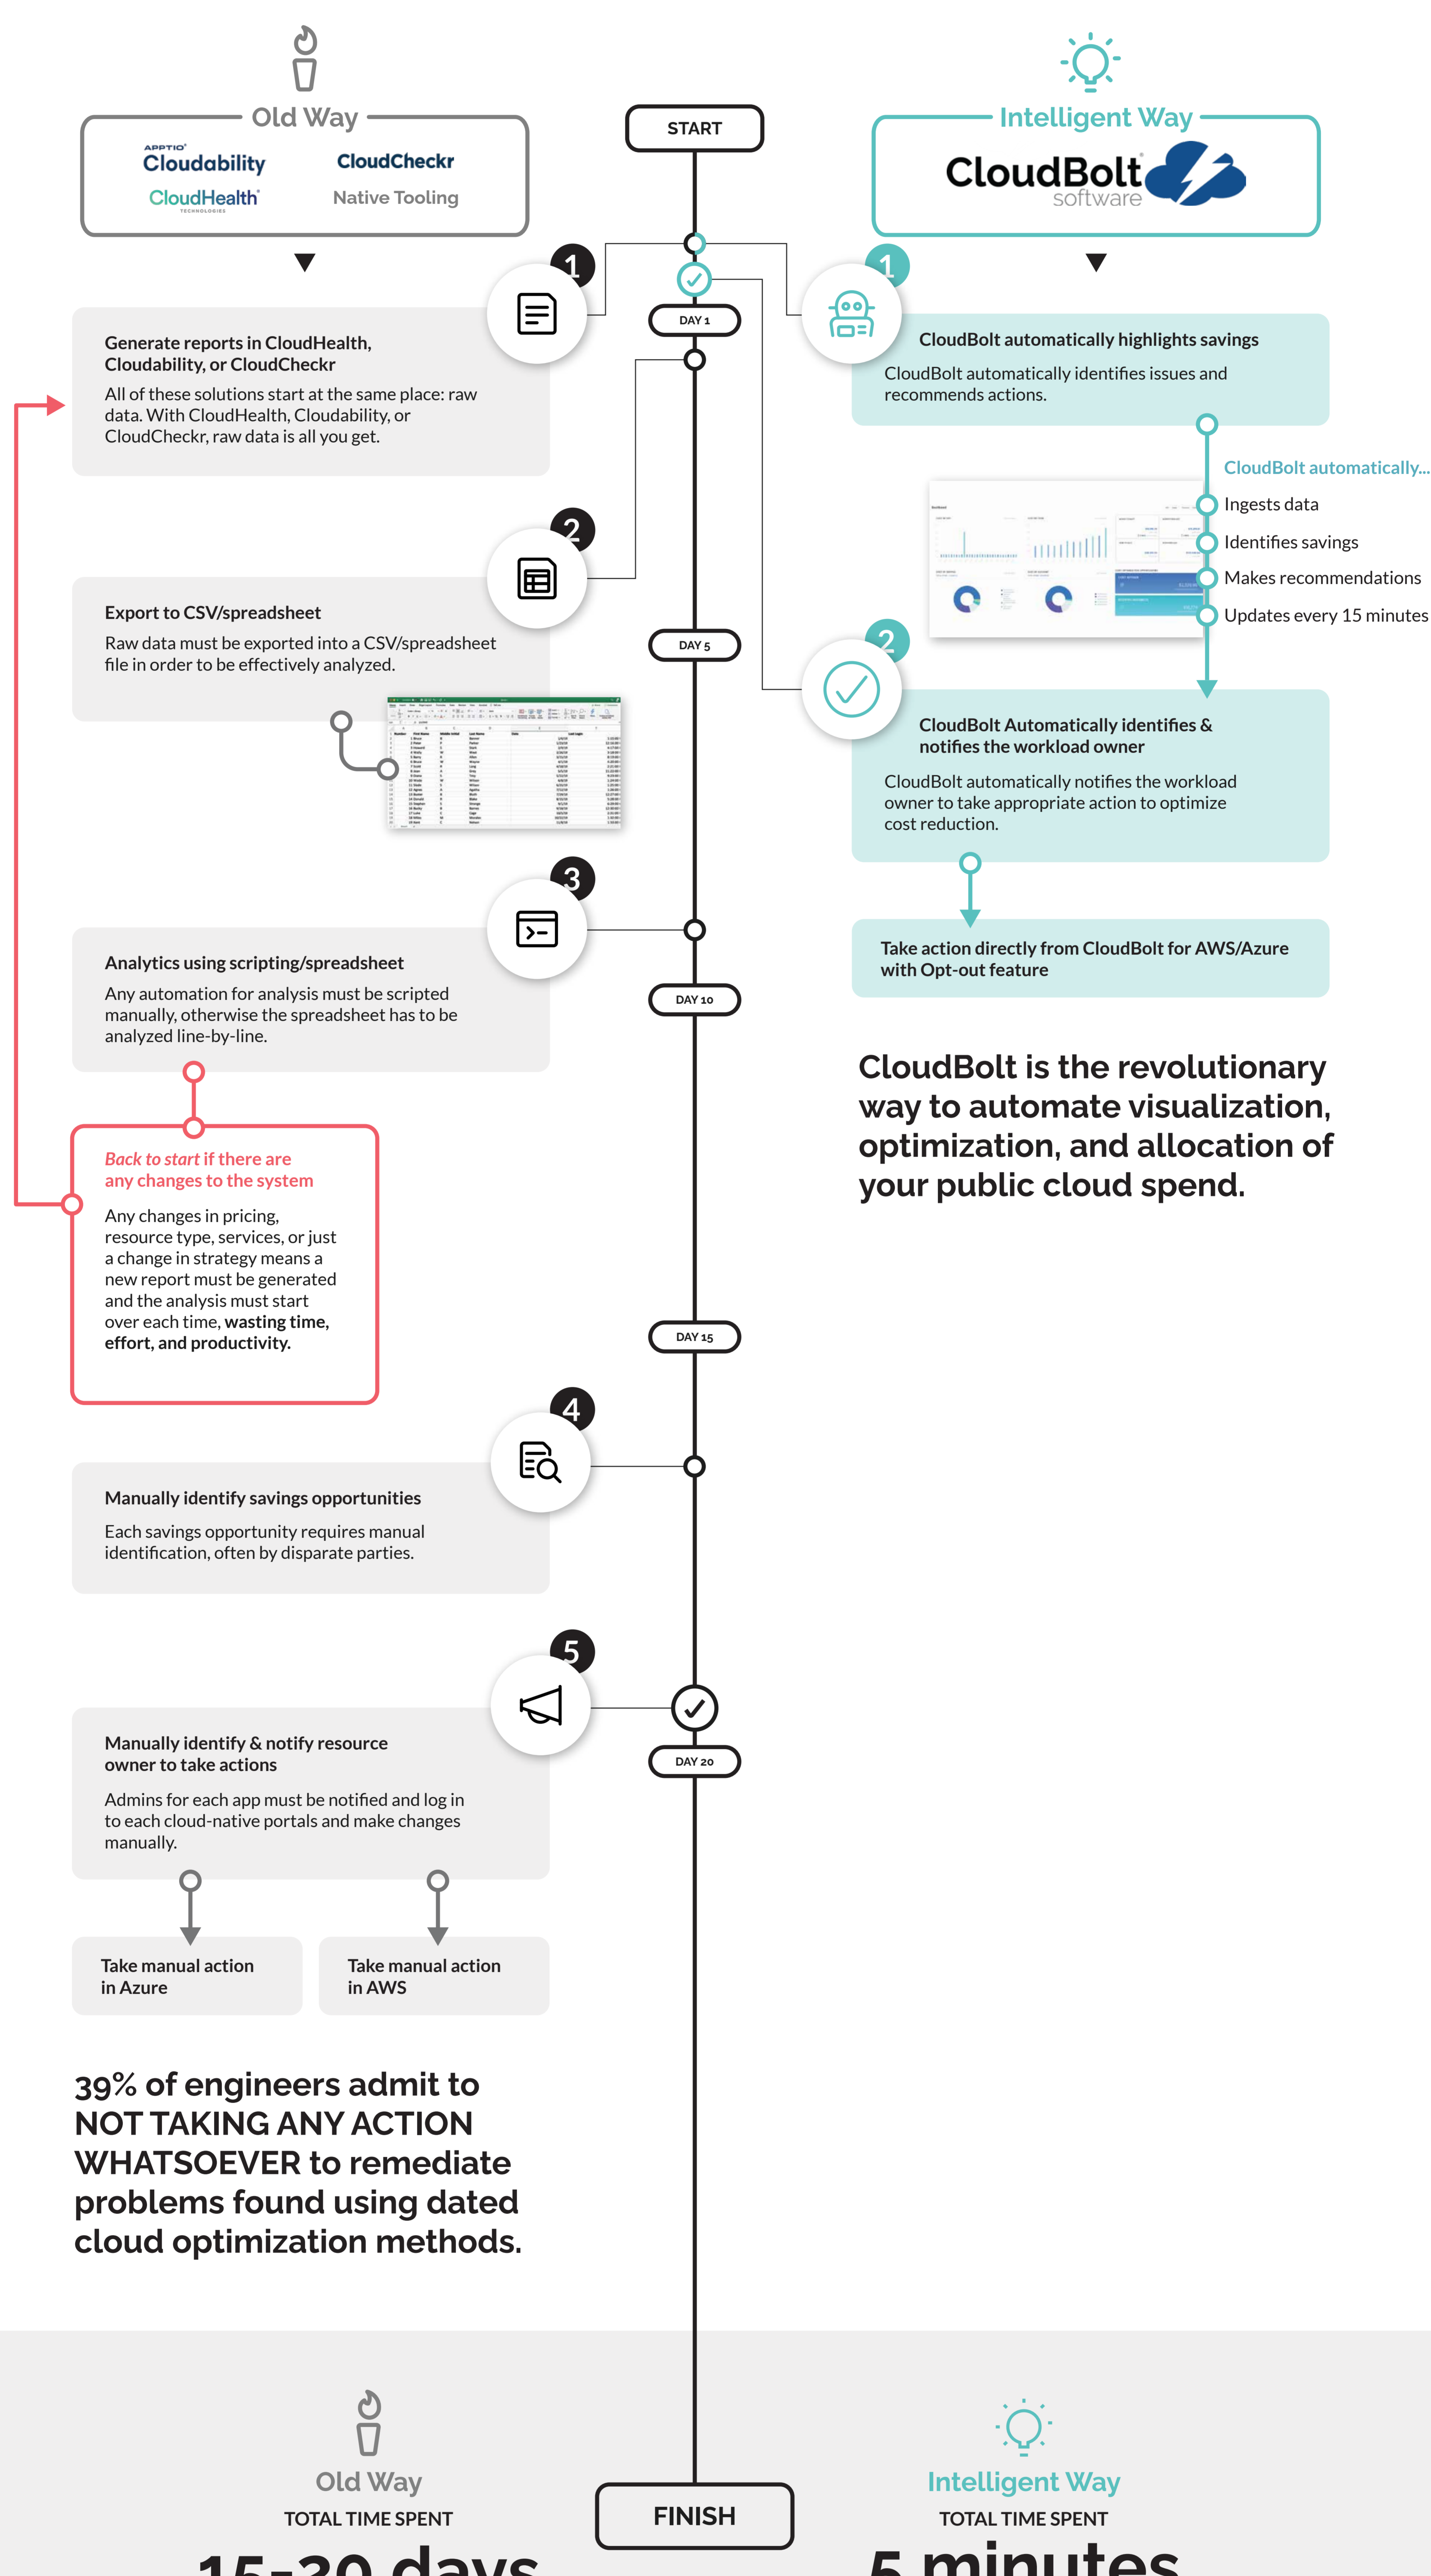 Old Way
APPTIO
Cloudability
CloudCheckr
CloudHealth
TECHNOLOGIES
Native Tooling
START
Intelligent Way
CloudBolt
software
1
Generate reports in CloudHealth,
Cloudability, or CloudCheckr
All of these solutions start at the same place: raw
data. With CloudHealth, Cloudability, or
CloudCheckr, raw data is all you get.
DAY 1
1
CloudBolt automatically highlights savings
CloudBolt automatically identifies issues and
recommends actions.
CloudBolt automatically...
Ingests data
Identifies savings
Makes recommendations
Updates every 15 minutes
2
Export to CSV/spreadsheet
Raw data must be exported into a CSV/spreadsheet
file in order to be effectively analyzed.
DAY 5
2
CloudBolt Automatically identifies &
notifies the workload owner
CloudBolt automatically notifies the workload
owner to take appropriate action to optimize
cost reduction.
Take action directly from CloudBolt for AWS/Azure
with Opt-out feature
3
Analytics using scripting/spreadsheet
Any automation for analysis must be scripted
manually, otherwise the spreadsheet has to be
analyzed line-by-line.
DAY 10
CloudBolt is the revolutionary
way to automate visualization,
optimization, and allocation of
your public cloud spend.
Back to start if there are
any changes to the system
Any changes in pricing,
resource type, services, or just
a change in strategy means a
new report must be generated
and the analysis must start
over each time, wasting time,
effort, and productivity.
DAY 15
4
Manually identify savings opportunities
Each savings opportunity requires manual
identification, often by disparate parties.
5
Manually identify & notify resource
owner to take actions
Admins for each app must be notified and log in
to each cloud-native portals and make changes
manually.
DAY 20
Take manual action
in Azure
Take manual action
in AWS
39% of engineers admit to
NOT TAKING ANY ACTION
WHATSOEVER to remediate
problems found using dated
cloud optimization methods.
Old Way
TOTAL TIME SPENT
15-20 days
FINISH
Intelligent Way
TOTAL TIME SPENT
5 minutes